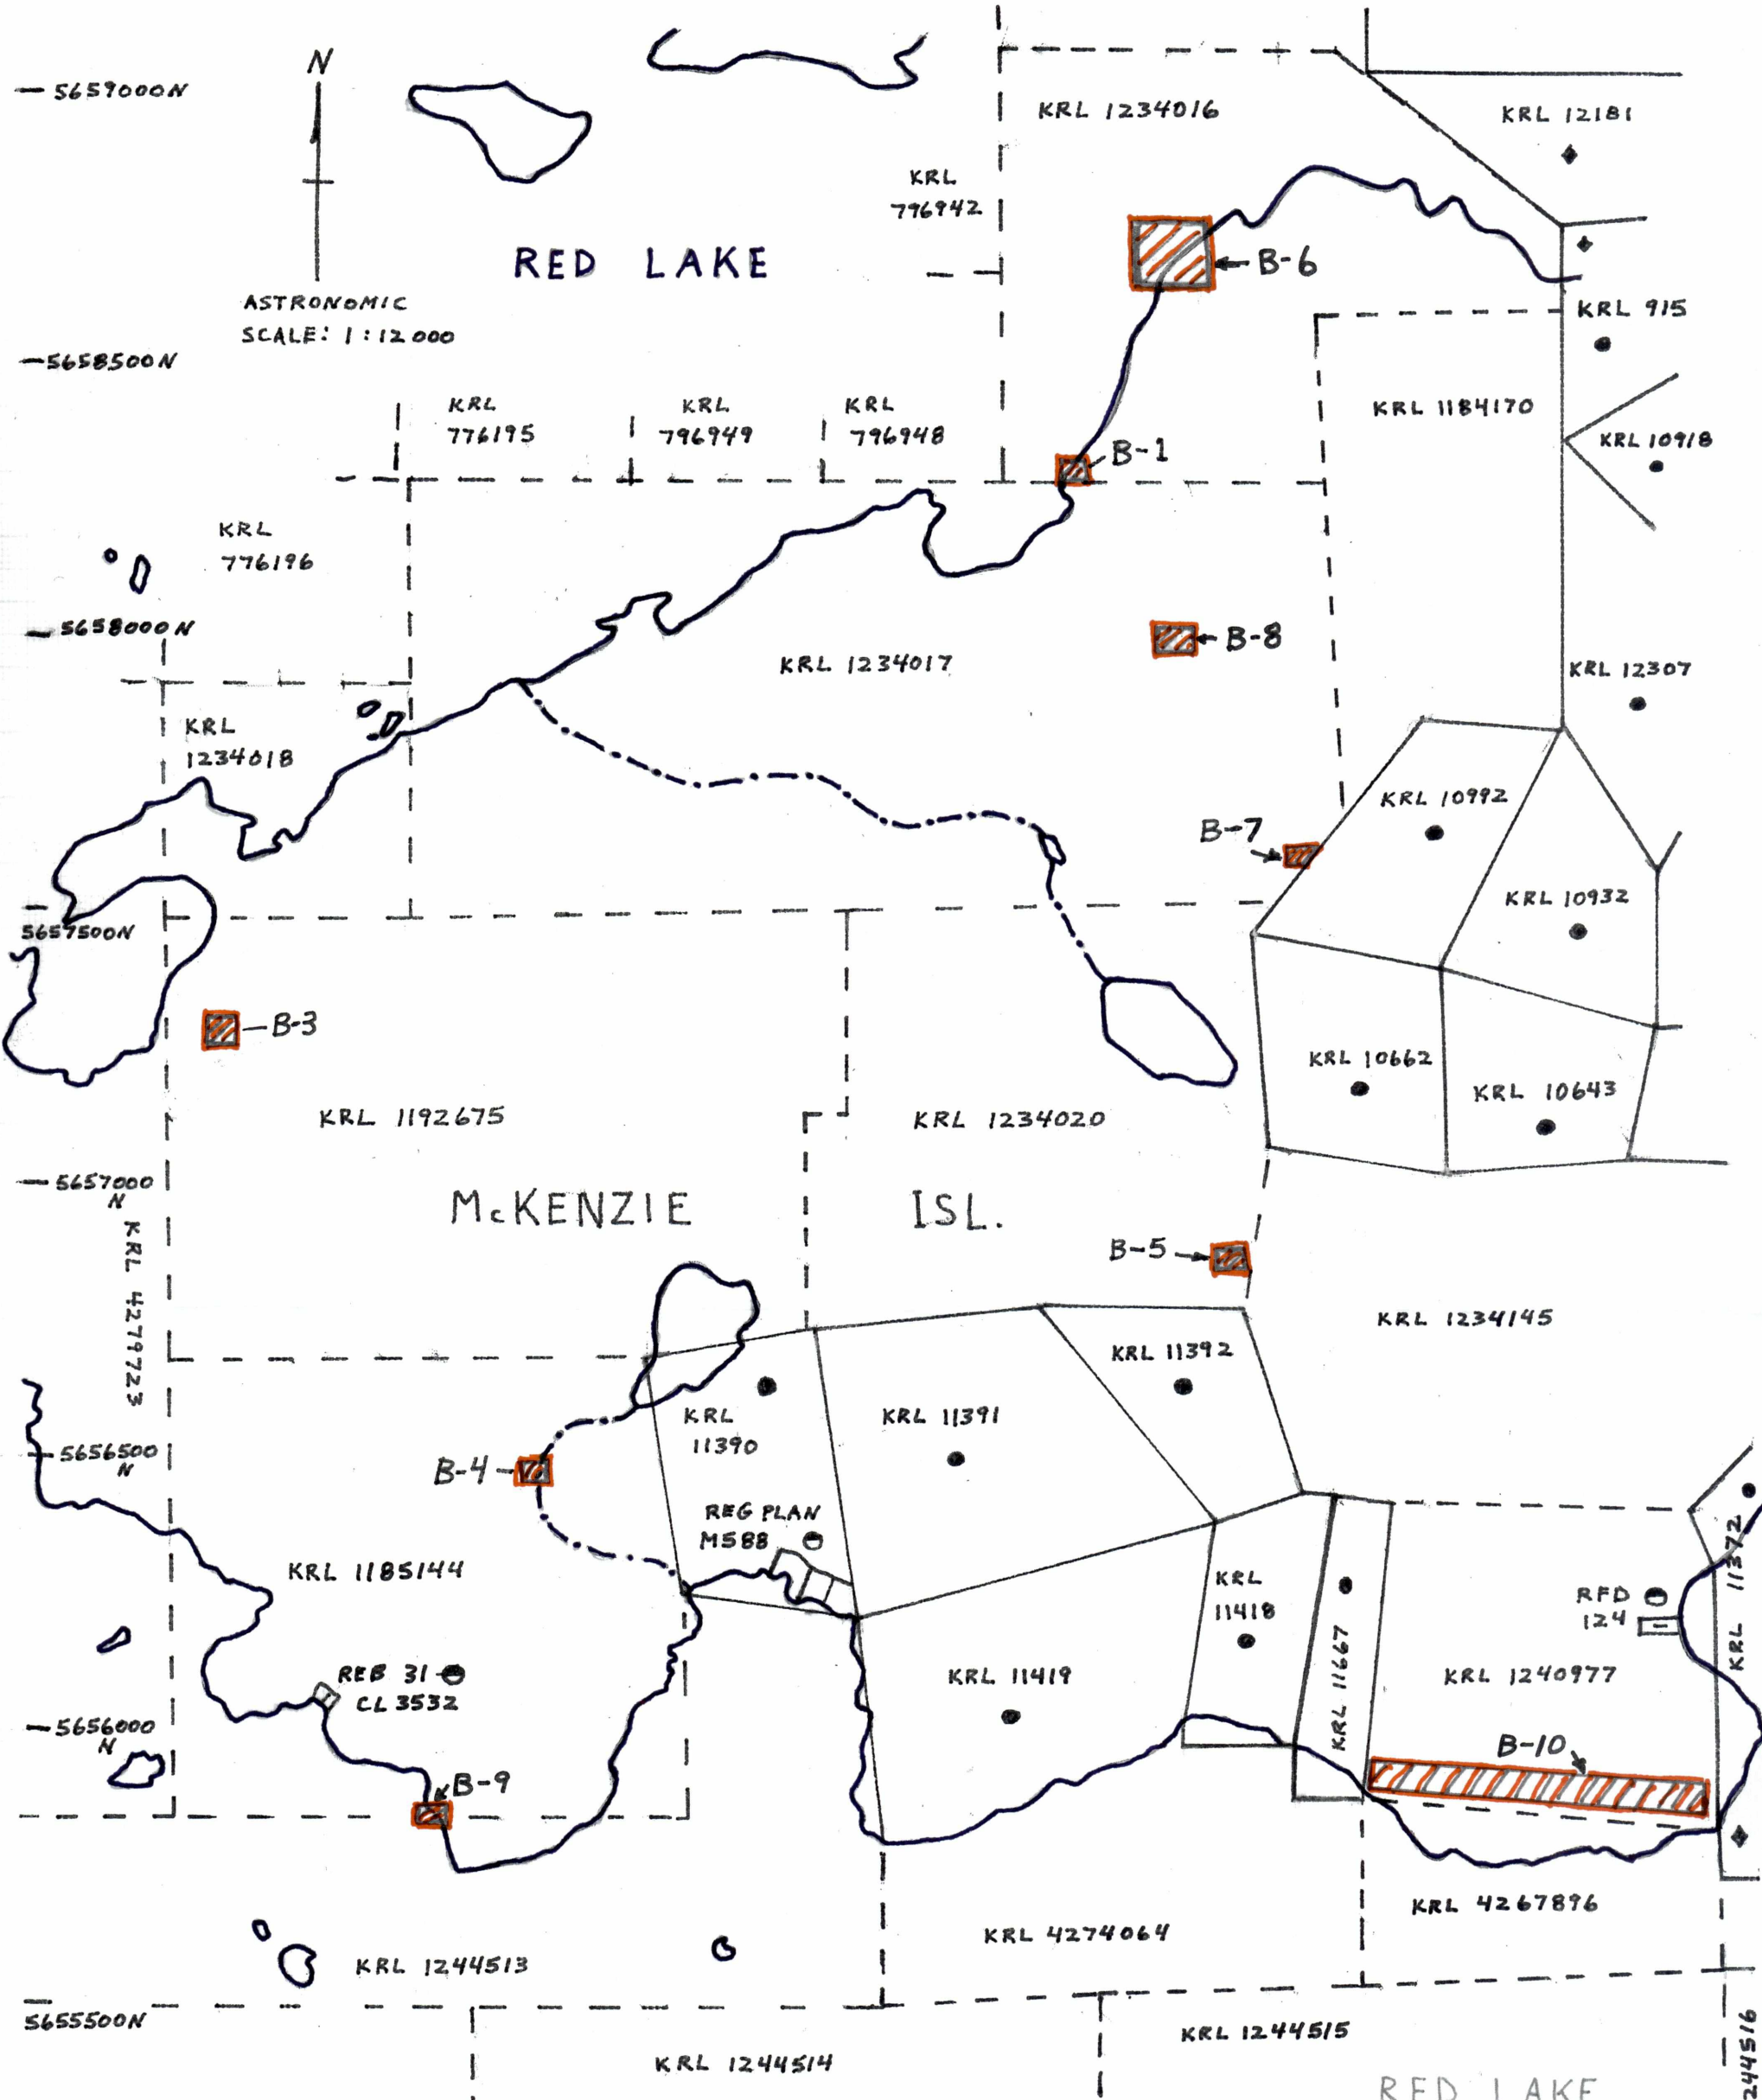 N
5659000N
KRL 1234016
KRL 12181
KRL
796942
RED LAKE
B-6
ASTRONOMIC
SCALE: 1:12000
KRL 915
5658500N
KRL
776195
KRL
796949
KRL
796948
KRL 1184170
KRL 10918
B-1
KRL
776196
5658000N
B-8
KRL 1234017
KRL 12307
KRL
1234018
KRL 10992
B-7
KRL 10932
5657500N
B-3
KRL 10662
KRL 10643
KRL 1192675
KRL 1234020
5657000
N
McKENZIE ISL.
B-5
KRL 4279723
KRL 1234145
KRL 11392
KRL
11390
KRL 11391
5656500
N
B-4
REG PLAN
M588
KRL 11372
KRL 1185144
KRL
11418
RFD
124
KRL 11667
REB 31
CL 3532
KRL 11419
KRL 1240977
5656000
N
B-10
B-9
KRL 4267896
KRL 4274064
KRL 1244513
5655500N
KRL 1244515
KRL 1244514
244516
RED LAKE